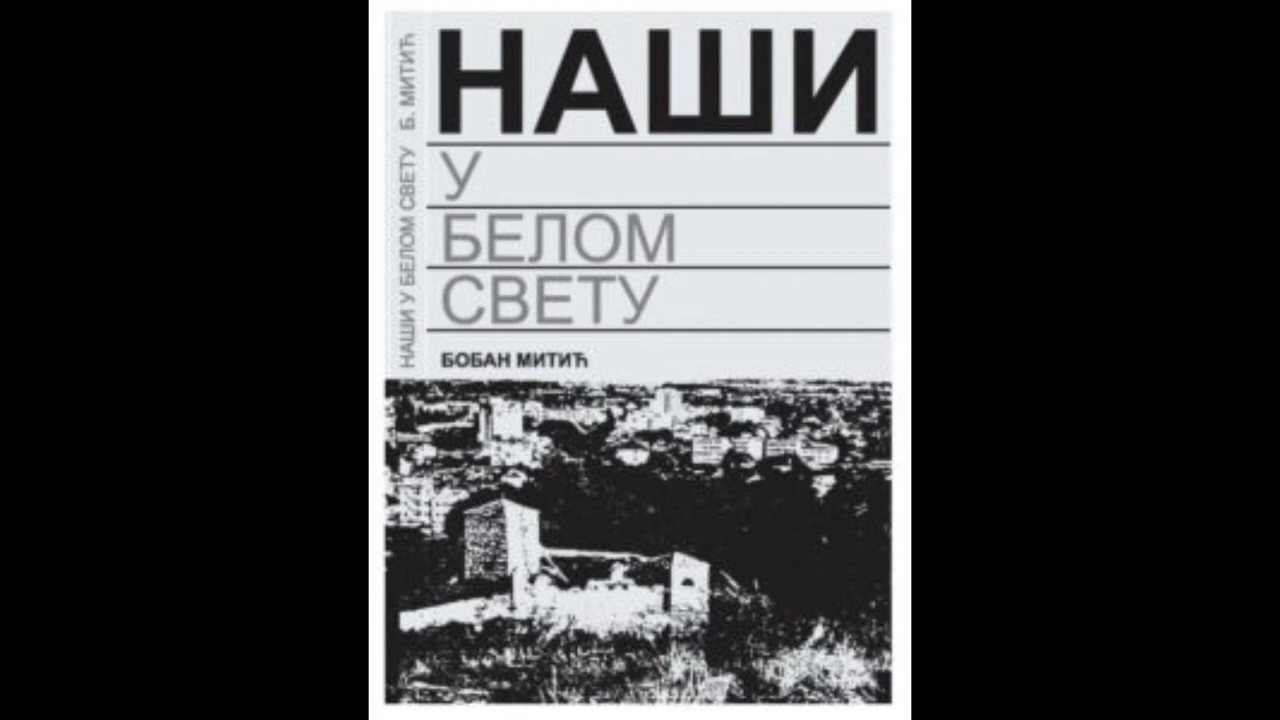 НАШИ
У
БЕЛОМ
СВЕТУ
БОБАН МИТИЋ
НАШИ У БЕЛОМ СВЕТУ Б. МИТИЋ